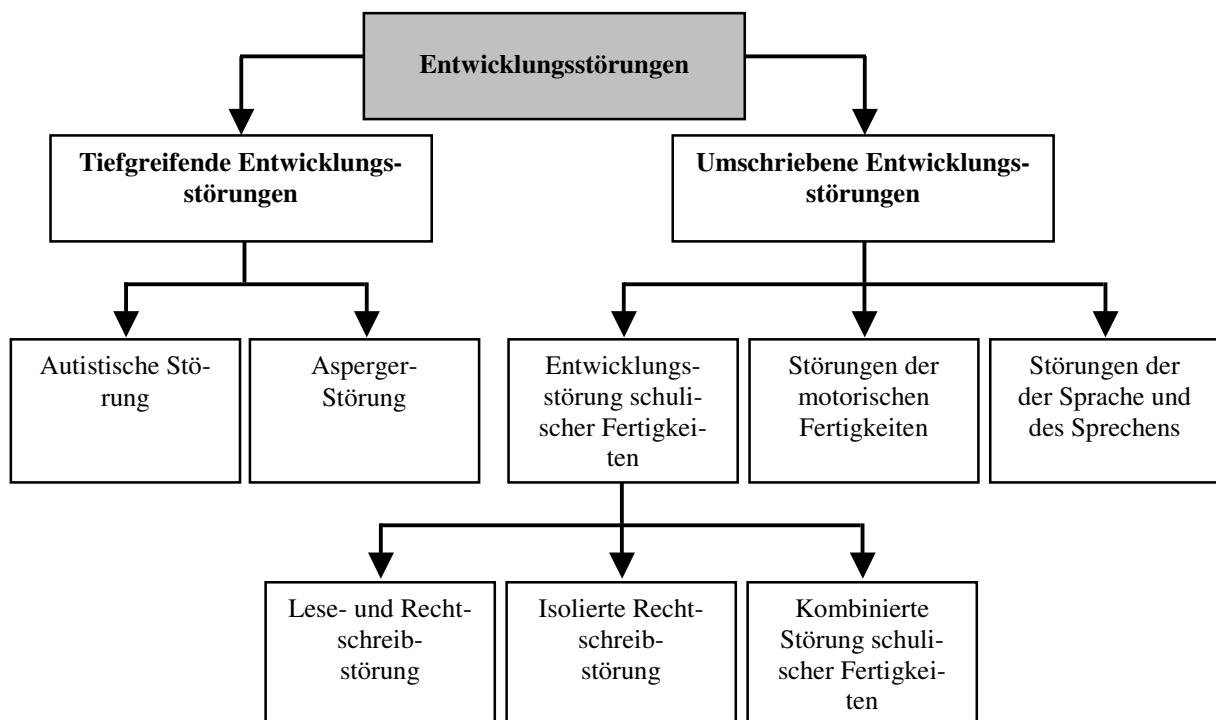 Entwicklungsstörungen
Tiefgreifende Entwicklungs-
störungen
Umschriebene Entwicklungs-
störungen
Autistische Stö-
rung
Asperger-
Störung
Entwicklungs-
störung schuli-
scher Fertigkei-
ten
Störungen der
motorischen
Fertigkeiten
Störungen der
der Sprache und
des Sprechens
Lese- und Recht-
schreib-
störung
Isolierte Recht-
schreib-
störung
Kombinierte
Störung schuli-
scher Fertigkei-
ten